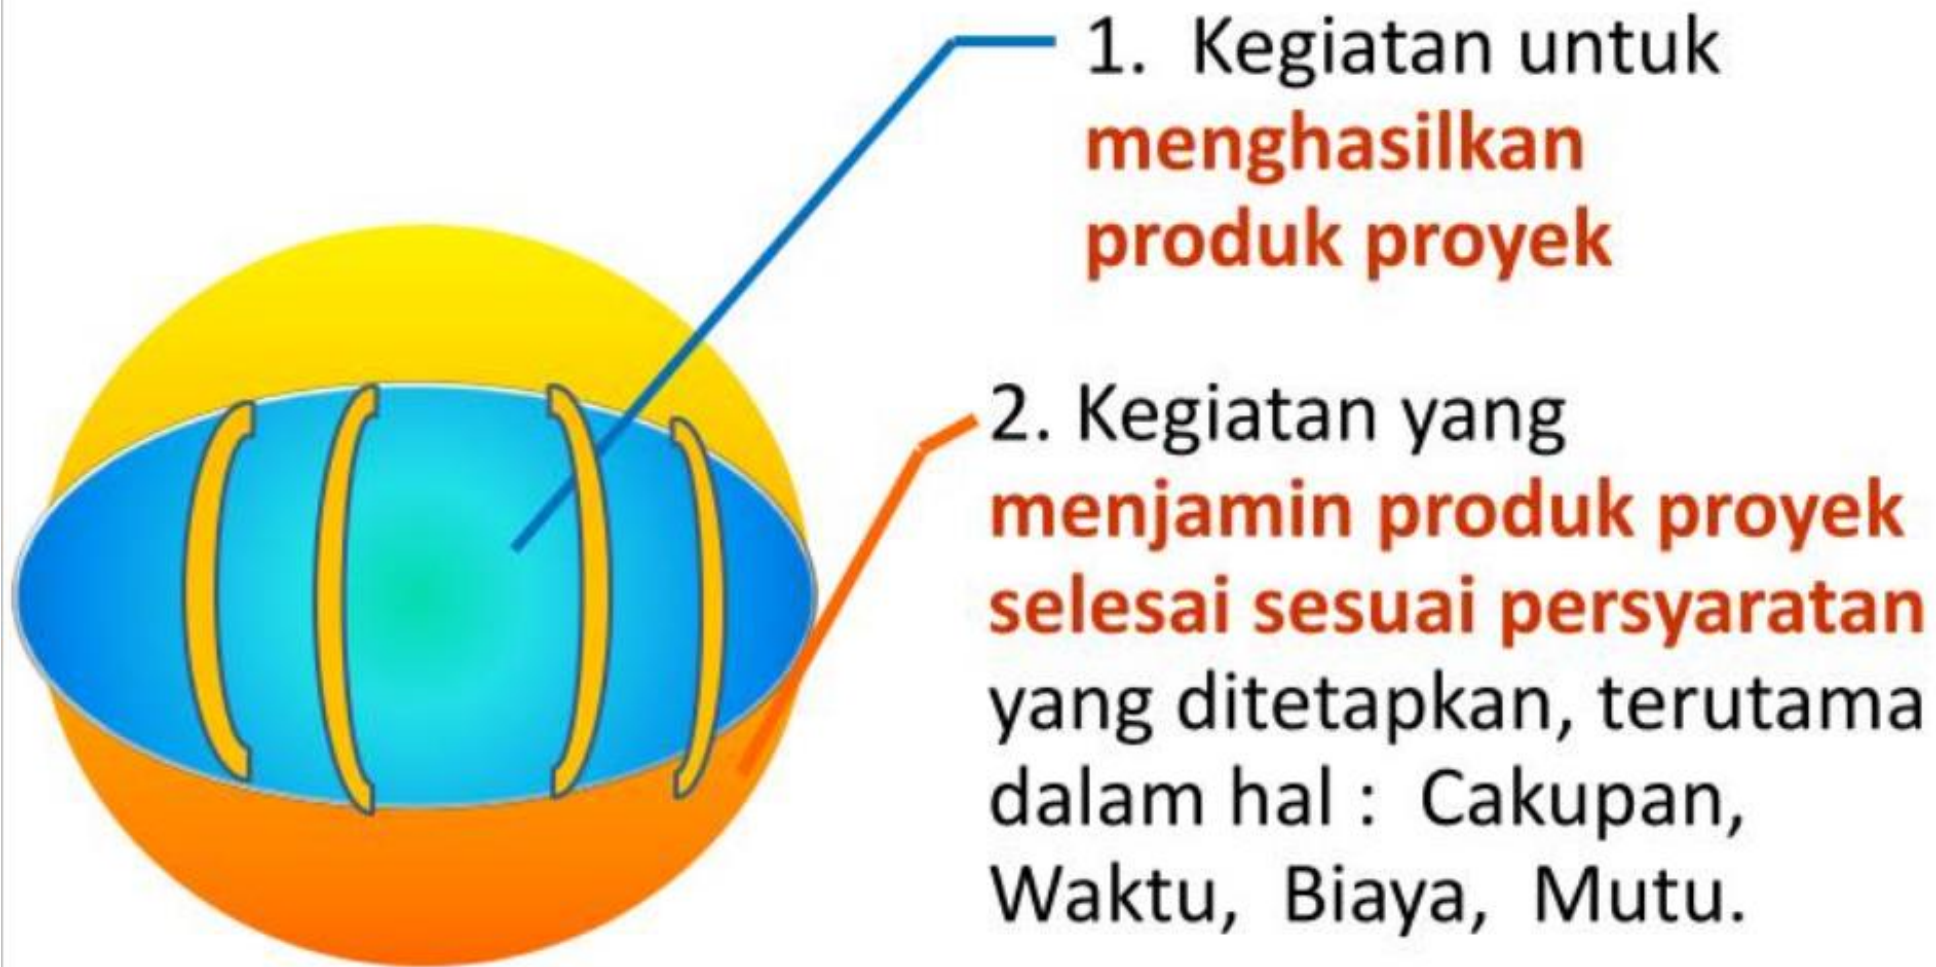 1. Kegiatan untuk
menghasilkan
produk proyek
2. Kegiatan yang
menjamin produk proyek
selesai sesuai persyaratan
yang ditetapkan, terutama
dalam hal : Cakupan,
Waktu, Biaya, Mutu.